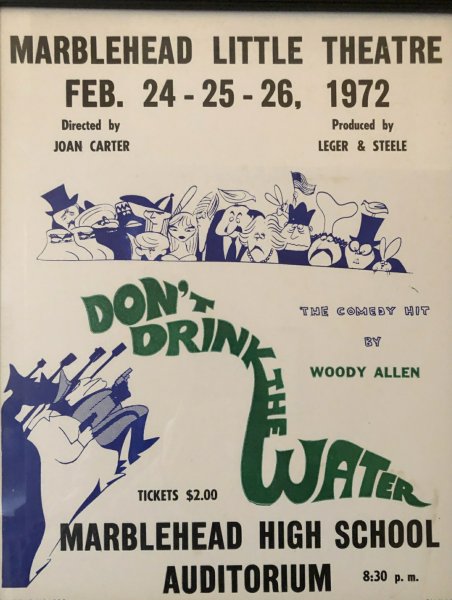 MARBLEHEAD LITTLE THEATRE
FEB. 24-25-26, 1972
Directed by
JOAN CARTER
Produced by
LEGER & STEELE
DON'T
DRINK THE
WATER
THE COMEDY HIT
BY
WOODY ALLEN
TICKETS $2.00
MARBLEHEAD HIGH SCHOOL
AUDITORIUM
8:30 p. m.